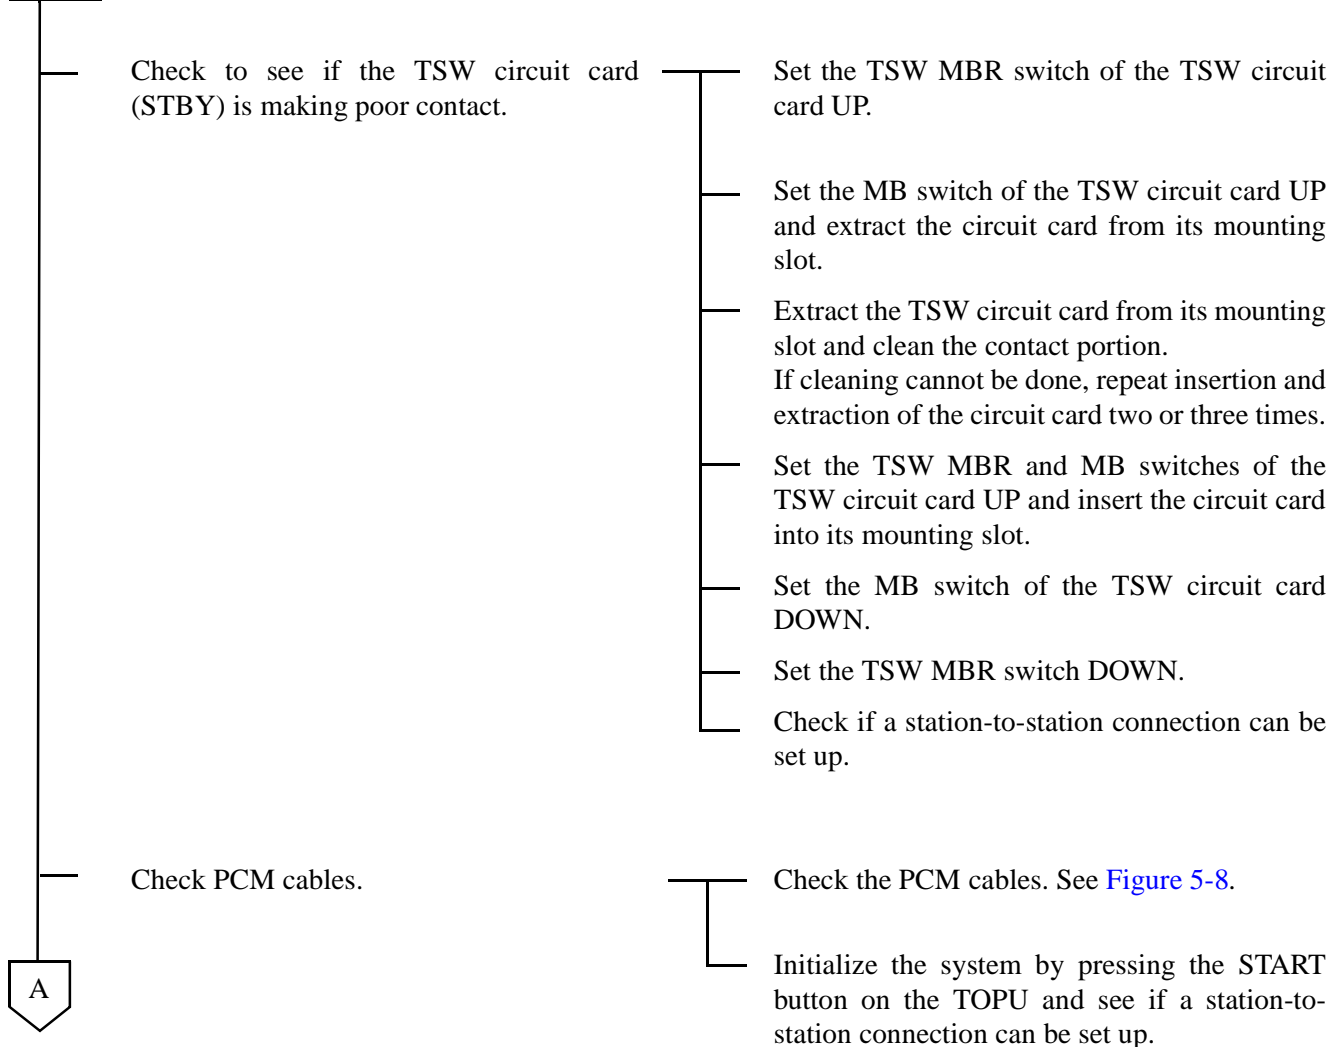 Check to see if the TSW circuit card
(STBY) is making poor contact.
Set the TSW MBR switch of the TSW circuit
card UP.
Set the MB switch of the TSW circuit card UP
and extract the circuit card from its mounting
slot.
Extract the TSW circuit card from its mounting
slot and clean the contact portion.
If cleaning cannot be done, repeat insertion and
extraction of the circuit card two or three times.
Set the TSW MBR and MB switches of the
TSW circuit card UP and insert the circuit card
into its mounting slot.
Set the MB switch of the TSW circuit card
DOWN.
Set the TSW MBR switch DOWN.
Check if a station-to-station connection can be
set up.
Check PCM cables.
Check the PCM cables. See Figure 5-8.
Initialize the system by pressing the START
button on the TOPU and see if a station-to-
station connection can be set up.
A